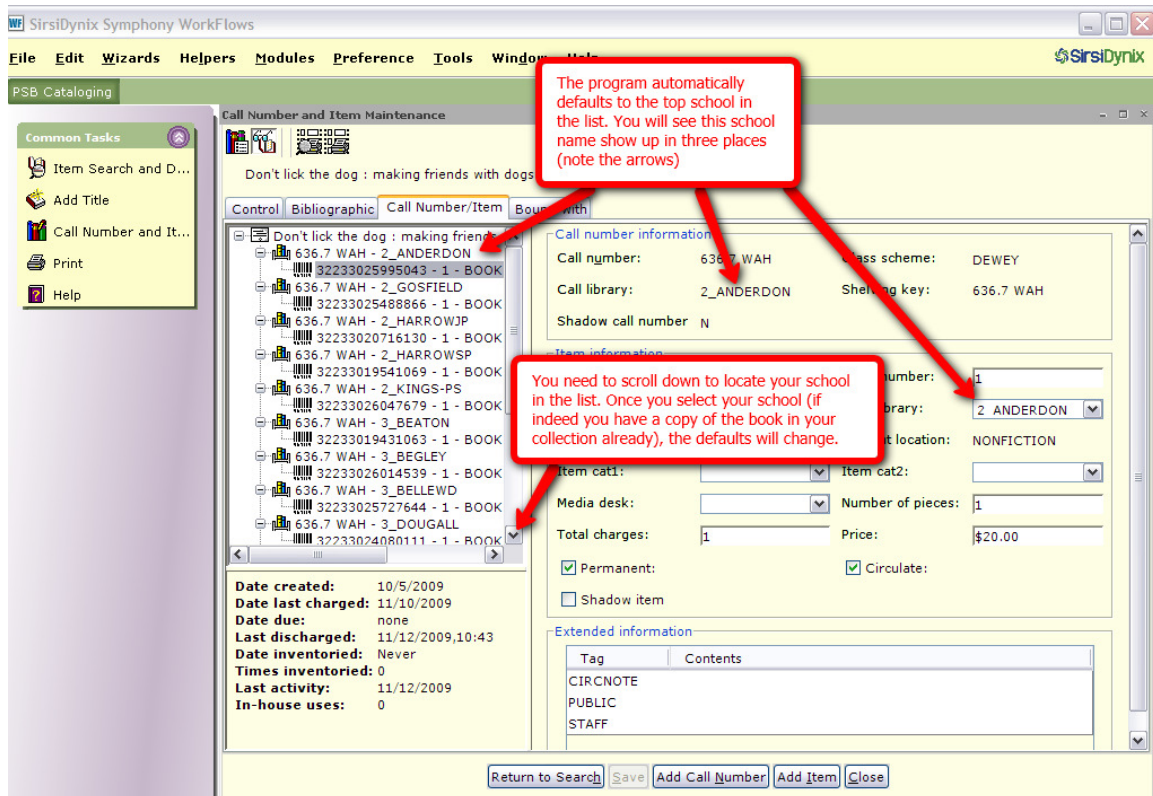 WF SirsiDynix Symphony WorkFlows
File Edit Wizards Helpers Modules Preference Tools Window Help
SirsiDynix
PSB Cataloging
Common Tasks
Item Search and D...
Add Title
Call Number and It...
Print
Help
Call Number and Item Maintenance
Don't lick the dog : making friends with dogs
Control Bibliographic Call Number/Item Bound with
The program automatically
defaults to the top school in
the list. You will see this school
name show up in three places
(note the arrows)
Don't lick the dog : making friends
636.7 WAH - 2_ANDERDON
32233025995043 - 1 - BOOK
636.7 WAH - 2_GOSFIELD
32233025488866 - 1 - BOOK
636.7 WAH - 2_HARROWJP
32233020716130 - 1 - BOOK
636.7 WAH - 2_HARROWSP
32233019541069 - 1 - BOOK
636.7 WAH - 2_KINGS-PS
32233026047679 - 1 - BOOK
636.7 WAH - 3_BEATON
32233019431063 - 1 - BOOK
636.7 WAH - 3_BEGLEY
32233026014539 - 1 - BOOK
636.7 WAH - 3_BELLEWD
32233025727644 - 1 - BOOK
636.7 WAH - 3_DOUGALL
32233024080111 - 1 - BOOK
Date created: 10/5/2009
Date last charged: 11/10/2009
Date due: none
Last discharged: 11/12/2009,10:43
Date inventoried: Never
Times inventoried: 0
Last activity: 11/12/2009
In-house uses: 0
Call number information
Call number: 636.7 WAH Class scheme: DEWEY
Call library: 2_ANDERDON Shelving key: 636.7 WAH
Shadow call number N
Item information
number: 1
library: 2_ANDERDON
location: NONFICTION
You need to scroll down to locate your school
in the list. Once you select your school (if
indeed you have a copy of the book in your
collection already), the defaults will change.
Item cat1: Item cat2:
Media desk: Number of pieces: 1
Total charges: 1 Price: $20.00
Permanent: Circulate:
Shadow item
Extended information
Tag Contents
CIRCNOTE
PUBLIC
STAFF
Return to Search Save Add Call Number Add Item Close